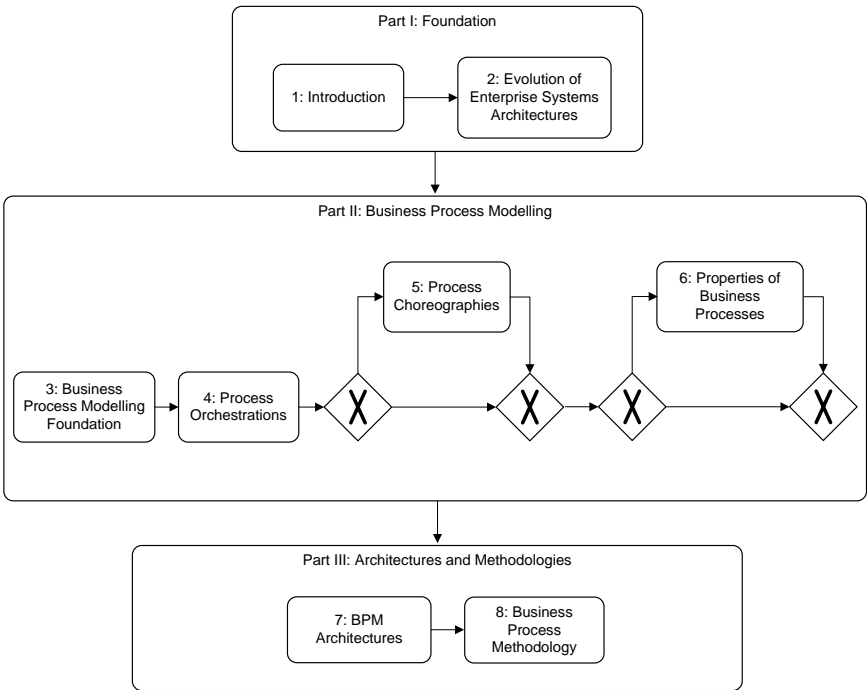 Part I: Foundation
1: Introduction
2: Evolution of
Enterprise Systems
Architectures
Part II: Business Process Modelling
5: Process
Choreographies
6: Properties of
Business
Processes
3: Business
Process Modelling
Foundation
4: Process
Orchestrations
X
X
X
X
Part III: Architectures and Methodologies
7: BPM
Architectures
8: Business
Process
Methodology